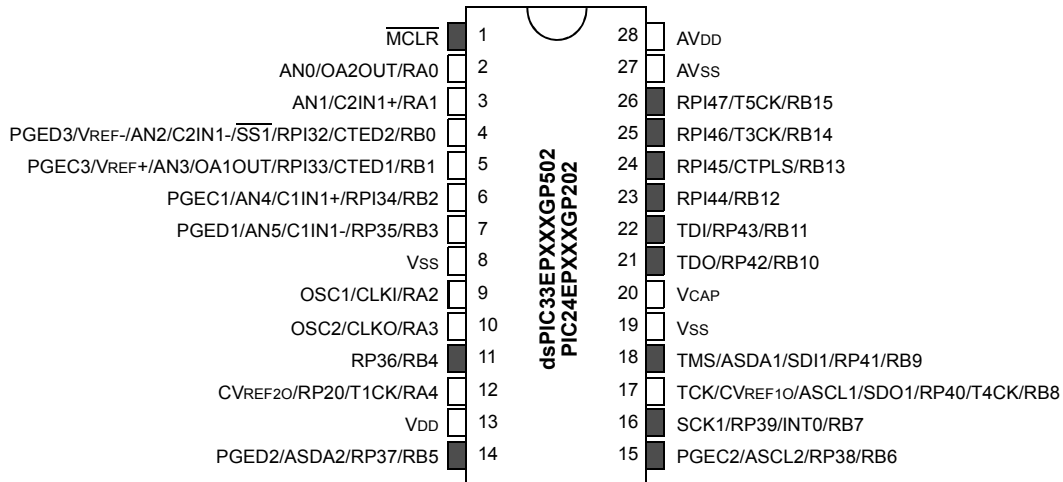 MCLR 1 28 AVDD
AN0/OA2OUT/RA0 2 27 AVSS
AN1/C2IN1+/RA1 3 26 RPI47/T5CK/RB15
PGED3/VREF-/AN2/C2IN1-/SS1/RPI32/CTED2/RB0 4 25 RPI46/T3CK/RB14
PGEC3/VREF+/AN3/OA1OUT/RPI33/CTED1/RB1 5 24 RPI45/CTPLS/RB13
PGEC1/AN4/C1IN1+/RPI34/RB2 6 23 RPI44/RB12
PGED1/AN5/C1IN1-/RP35/RB3 7 22 TDI/RP43/RB11
VSS 8 21 TDO/RP42/RB10
OSC1/CLKI/RA2 9 20 VCAP
OSC2/CLKO/RA3 10 19 VSS
RP36/RB4 11 18 TMS/ASDA1/SDI1/RP41/RB9
CVREF2O/RP20/T1CK/RA4 12 17 TCK/CVREF1O/ASCL1/SDO1/RP40/T4CK/RB8
VDD 13 16 SCK1/RP39/INT0/RB7
PGED2/ASDA2/RP37/RB5 14 15 PGEC2/ASCL2/RP38/RB6
dsPIC33EPXXXGP502
PIC24EPXXXGP202